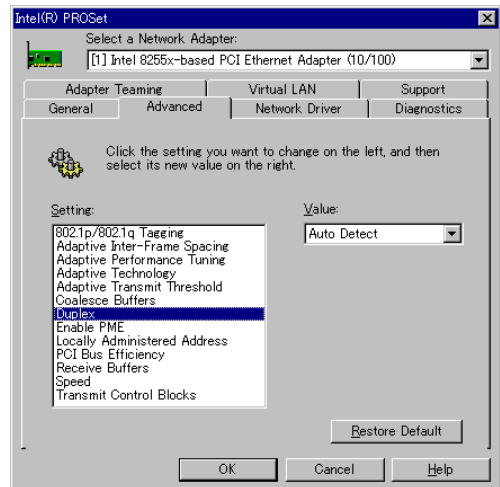 Intel(R) PROSet
Select a Network Adapter:
[1] Intel 8255x-based PCI Ethernet Adapter (10/100)
Adapter Teaming
Virtual LAN
Support
General
Advanced
Network Driver
Diagnostics
Click the setting you want to change on the left, and then
select its new value on the right.
Setting:
Value:
802.1p/802.1q Tagging
Adaptive Inter-Frame Spacing
Adaptive Performance Tuning
Adaptive Technology
Adaptive Transmit Threshold
Coalesce Buffers
Duplex
Enable PME
Locally Administered Address
PCI Bus Efficiency
Receive Buffers
Speed
Transmit Control Blocks
Auto Detect
Restore Default
OK
Cancel
Help